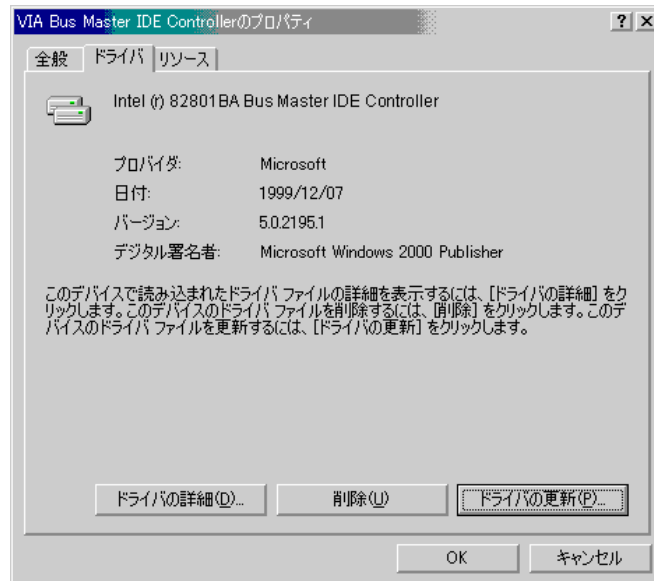 VIA Bus Master IDE Controllerのプロパティ
全般 ドライバ リソース
Intel (r) 82801BA Bus Master IDE Controller
プロバイダ: Microsoft
日付: 1999/12/07
バージョン: 5.0.2195.1
デジタル署名者: Microsoft Windows 2000 Publisher
このデバイスで読み込まれたドライバ ファイルの詳細を表示するには、[ドライバの詳細] をク
リックします。このデバイスのドライバ ファイルを削除するには、[削除] をクリックします。このデ
バイスのドライバ ファイルを更新するには、[ドライバの更新] をクリックします。
ドライバの詳細(D)... 削除(U) ドライバの更新(P)...
OK キャンセル